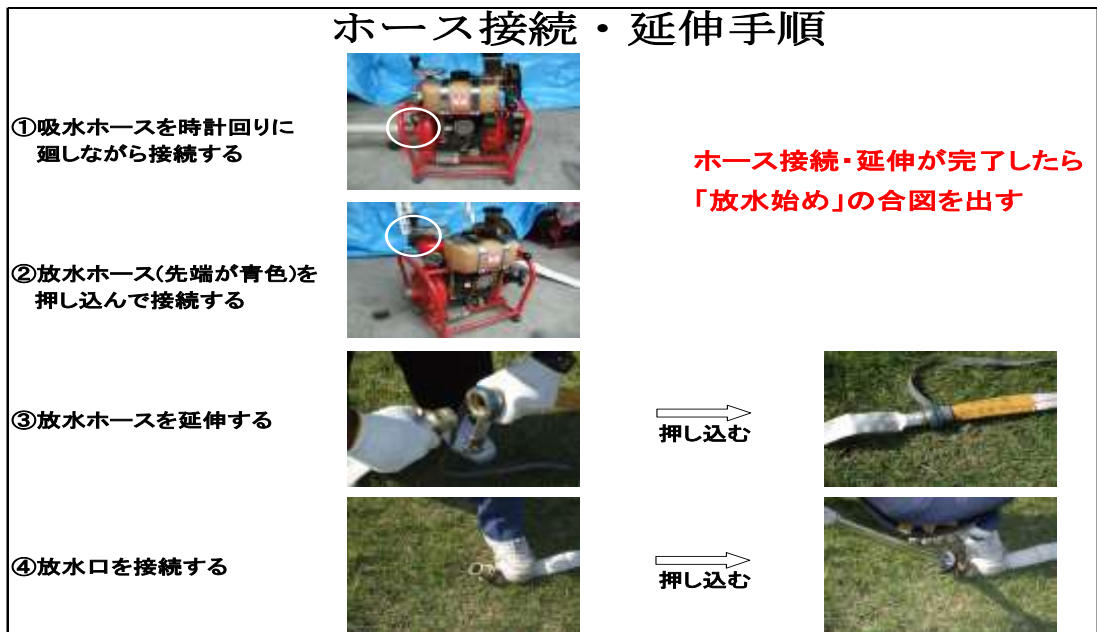 ホース接続・延伸手順
①吸水ホースを時計回りに
廻しながら接続する
ホース接続・延伸が完了したら
「放水始め」の合図を出す
②放水ホース(先端が青色)を
押し込んで接続する
③放水ホースを延伸する
押し込む
④放水口を接続する
押し込む